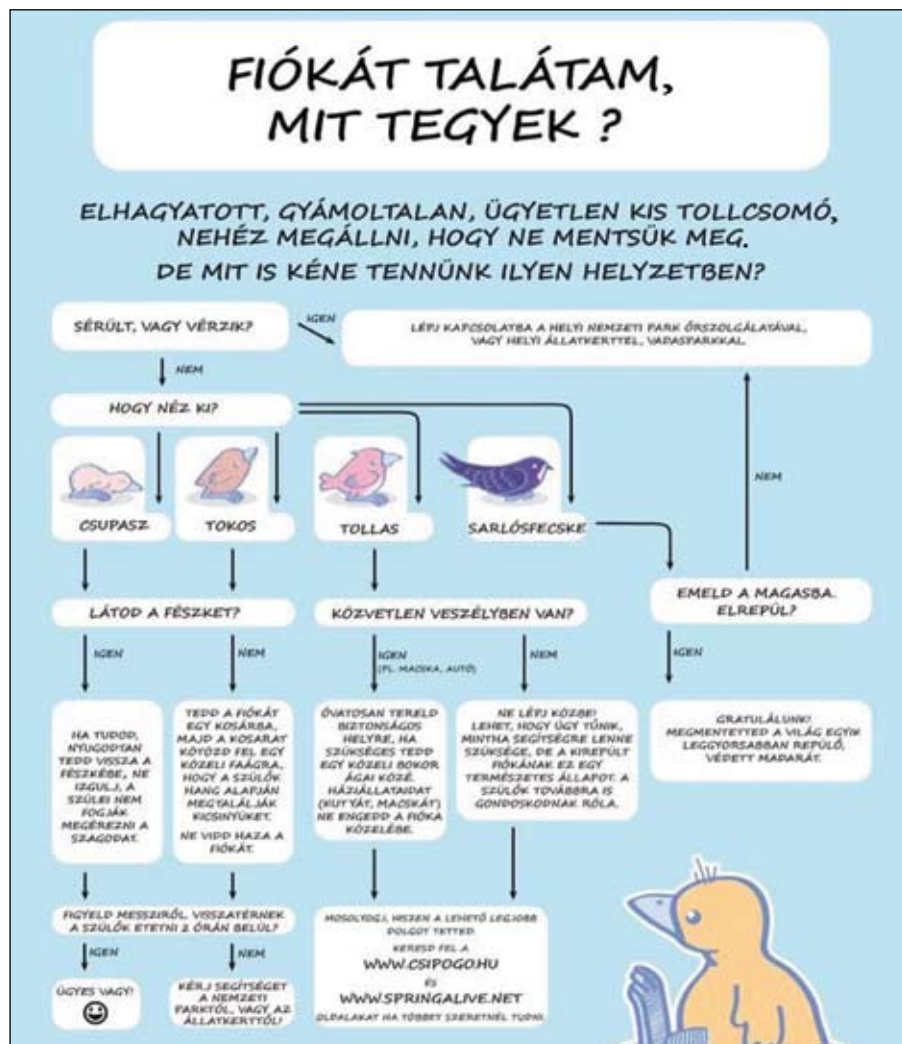 FIÓKÁT TALÁTAM,
MIT TEGYEK ?
ELHAGYATOTT, GYÁMOLTALAN, ÜGYETLEN KIS TOLLCSOMÓ,
NEHÉZ MEGÁLLNI, HOGY NE MENTSÜK MEG.
DE MIT IS KÉNE TENNÜNK ILYEN HELYZETBEN?
SÉRÜLT, VAGY VÉRZIK?
IGEN
LÉPJ KAPCSOLATBA A HELYI NEMZETI PARK ŐRSZOLGÁLATÁVAL,
VAGY HELYI ÁLLATKERTTEL, VADASPARKKAL.
NEM
HOGY NÉZ KI?
NEM
CSUPASZ
TOKOS
TOLLAS
SARLÓSFECSKE
LÁTOD A FÉSZKET?
KÖZVETLEN VESZÉLYBEN VAN?
EMELD A MAGASBA.
ELREPÜL?
IGEN
NEM
IGEN
(PL. MACSKA, AUTÓ)
NEM
IGEN
HA TUDOD,
NYUGODTAN
TEDD VISSZA A
FÉSZKÉBE, NE
IZGULJ, A
SZÜLEI NEM
FOGJÁK
MEGÉREZNI A
SZAGODAT.
TEDD A FIÓKÁT
EGY KOSÁRBA,
MAJD A KOSARAT
KÖTÖZD FEL EGY
KÖZELI FAÁGRA,
HOGY A SZÜLŐK
HANG ALAPJÁN
MEGTALÁLJÁK
KICSINYÜKET.
NE VIDD HAZA A
FIÓKÁT.
ÓVATOSAN TERELD
BIZTONSÁGOS
HELYRE, HA
SZÜKSÉGES TEDD
EGY KÖZELI BOKOR
ÁGAI KÖZÉ.
HÁZIÁLLATAIDAT
(KUTYÁT, MACSKÁT)
NE ENGEDD A FIÓKA
KÖZELÉBE.
NE LÉPJ KÖZBE!
LEHET, HOGY ÚGY TŰNIK,
MINTHA SEGÍTSÉGRE LENNE
SZÜKSÉGE, DE A KIREPÜLT
FIÓKÁNAK EZ EGY
TERMÉSZETES ÁLLAPOT. A
SZÜLŐK TOVÁBBRA IS
GONDOSKODNAK RÓLA.
GRATULÁLUNK!
MEGMENTETTED A VILÁG EGYIK
LEGGYORSABBAN REPÜLŐ,
VÉDETT MADARÁT.
FIGYELD MESSZIRŐL. VISSZATÉRNEK
A SZÜLŐK ETETNI 2 ÓRÁN BELÜL?
IGEN
NEM
ÜGYES VAGY!
KÉRJ SEGÍTSÉGET
A NEMZETI
PARKTÓL, VAGY AZ
ÁLLATKERTTŐL!
MOSOLYOGJ, HISZEN A LEHETŐ LEGJOBB
DOLGOT TETTED.
KERESD FEL A
WWW.CSIPOGO.HU
ÉS
WWW.SPRINGALIVE.NET
OLDALAKAT HA TÖBBET SZERETNÉL TUDNI.